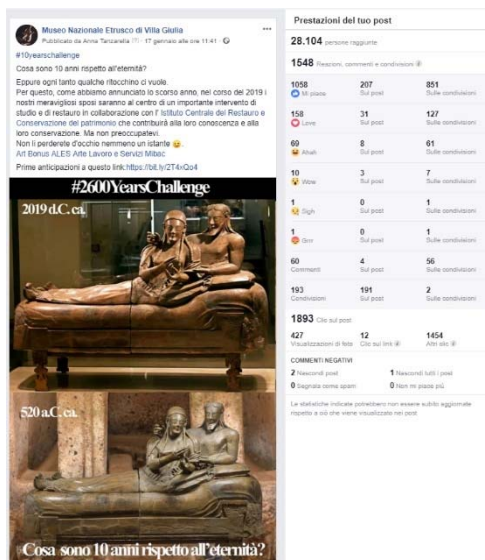 Museo Nazionale Etrusco di Villa Giulia
Pubblicato da Anna Tanzarella · 17 gennaio alle ore 11:41 ·
#10yearschallenge
Cosa sono 10 anni rispetto all'eternità?
Eppure ogni tanto qualche ritocchino ci vuole.
Per questo, come abbiamo annunciato lo scorso anno, nel corso del 2019 i
nostri meravigliosi sposi saranno al centro di un importante intervento di
studio e di restauro in collaborazione con l' Istituto Centrale del Restauro e
Conservazione del patrimonio che contribuirà alla loro conoscenza e alla
loro conservazione. Ma non preoccupatevi.
Non li perderete d'occhio nemmeno un istante
Art Bonus ALES Arte Lavoro e Servizi Mibac
Prime anticipazioni a questo link:https://bit.ly/2T4xQo4
#2600YearsChallenge
2019 d.C. ca.
520 a.C. ca.
Cosa sono 10 anni rispetto all'eternità?
Prestazioni del tuo post
28.104 persone raggiunte
1548 Reazioni, commenti e condivisioni
1058 207 851
Mi piace Sul post Sulle condivisioni
158 31 127
Love Sul post Sulle condivisioni
69 8 61
Ahah Sul post Sulle condivisioni
10 3 7
Wow Sul post Sulle condivisioni
1 0 1
Sigh Sul post Sulle condivisioni
1 0 1
Grrr Sul post Sulle condivisioni
60 4 56
Commenti Sul post Sulle condivisioni
193 191 2
Condivisioni Sul post Sulle condivisioni
1893 Clic sul post
427 12 1454
Visualizzazioni di foto Clic sui link Altri clic
COMMENTI NEGATIVI
2 Nascondi post 1 Nascondi tutti i post
0 Segnala come spam 0 Non mi piace più
Le statistiche indicate potrebbero non essere subito aggiornate
rispetto a ciò che viene visualizzato nei post